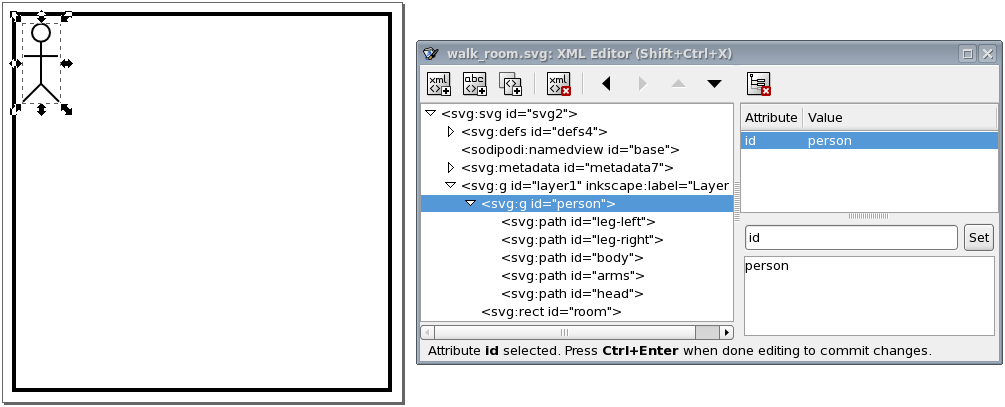 walk_room.svg: XML Editor (Shift+Ctrl+X)
xml
abc
xml
<svg:svg id="svg2">
<svg:defs id="defs4">
<sodipodi:namedview id="base">
<svg:metadata id="metadata7">
<svg:g id="layer1" inkscape:label="Layer
<svg:g id="person">
<svg:path id="leg-left">
<svg:path id="leg-right">
<svg:path id="body">
<svg:path id="arms">
<svg:path id="head">
<svg:rect id="room">
Attribute Value
id person
id Set
person
Attribute id selected. Press Ctrl+Enter when done editing to commit changes.